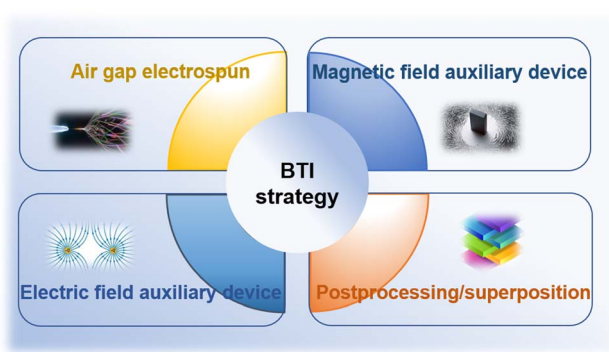 Air gap electrospun
Magnetic field auxiliary device
BTI
strategy
Electric field auxiliary device
Postprocessing/superposition